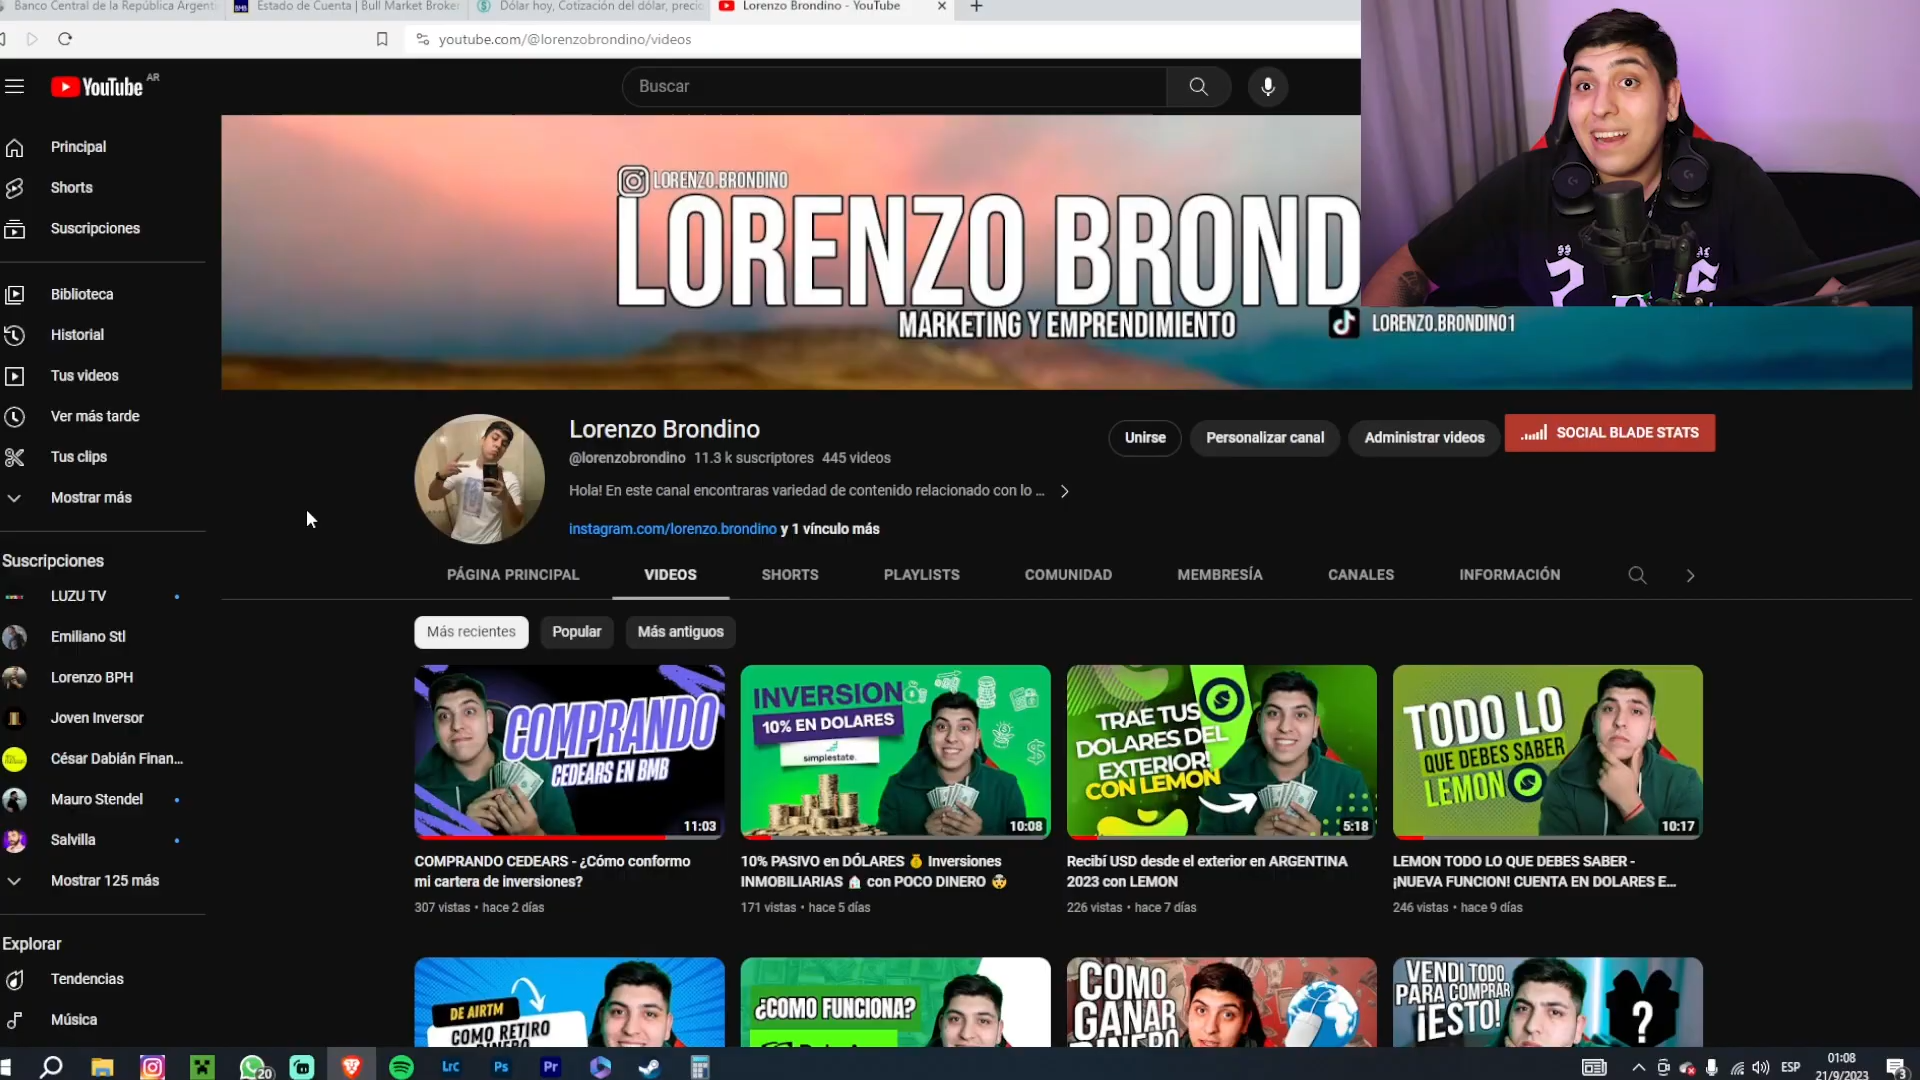 Banco Central de la República Argenti
Estado de Cuenta | Bull Market Broker
Dólar hoy, Cotización del dólar, precio
Lorenzo Brondino - YouTube
youtube.com/@lorenzobrondino/videos
YouTube AR
Buscar
Principal
Shorts
Suscripciones
Biblioteca
Historial
Tus videos
Ver más tarde
Tus clips
Mostrar más
Suscripciones
LUZU TV
Emiliano Stl
Lorenzo BPH
Joven Inversor
César Dabián Finan...
Mauro Stendel
Salvilla
Mostrar 125 más
Explorar
Tendencias
Música
LORENZO.BRONDINO
LORENZO BROND
MARKETING Y EMPRENDIMIENTO
LORENZO.BRONDINO1
Lorenzo Brondino
@lorenzobrondino 11.3 k suscriptores 445 videos
Hola! En este canal encontraras variedad de contenido relacionado con lo ...
instagram.com/lorenzo.brondino y 1 vínculo más
Unirse
Personalizar canal
Administrar videos
SOCIAL BLADE STATS
PÁGINA PRINCIPAL
VIDEOS
SHORTS
PLAYLISTS
COMUNIDAD
MEMBRESÍA
CANALES
INFORMACIÓN
Más recientes
Popular
Más antiguos
COMPRANDO
CEDEARS EN BMB
11:03
COMPRANDO CEDEARS - ¿Cómo conformo
mi cartera de inversiones?
307 vistas • hace 2 días
INVERSION
10% EN DOLARES
simplestate.
10:08
10% PASIVO en DÓLARES 💰 Inversiones
INMOBILIARIAS 🏠 con POCO DINERO 🤯
171 vistas • hace 5 días
TRAE TUS
DOLARES DEL
EXTERIOR!
CON LEMON
5:18
Recibí USD desde el exterior en ARGENTINA
2023 con LEMON
226 vistas • hace 7 días
TODO LO
QUE DEBES SABER
LEMON
10:17
LEMON TODO LO QUE DEBES SABER -
¡NUEVA FUNCION! CUENTA EN DOLARES E...
246 vistas • hace 9 días
DE AIRTM
COMO RETIRO
¿COMO FUNCIONA?
COMO
GANAR
VENDI TODO
PARA COMPRAR
¡ESTO!
?
20
Lrc
Ps
Pr
ESP
01:08
21/9/2023
3